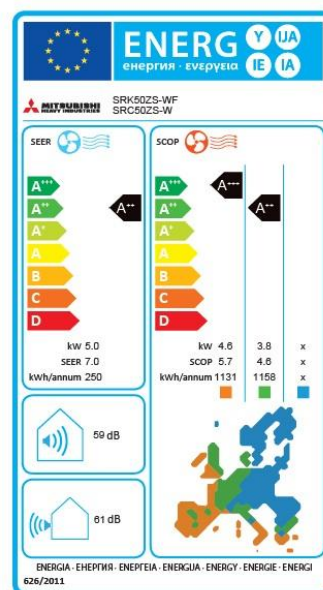 ENERG Y IJA
енергия · ενεργεια IE IA
MITSUBISHI
HEAVY INDUSTRIES
SRK50ZS-WF
SRC50ZS-W
SEER
SCOP
A+++ A+++ A+++
A++ A++ A++ A++
A+ A+
A A
B B
C C
D D
kW 5.0
SEER 7.0
kWh/annum 250
kW 4.6 3.8 x
SCOP 5.7 4.6 x
kWh/annum 1131 1158 x
59 dB
61 dB
ENERGIA · ЕНЕРГИЯ · ΕΝΕΡΓΕΙΑ · ENERGIJA · ENERGY · ENERGIE · ENERGI
626/2011